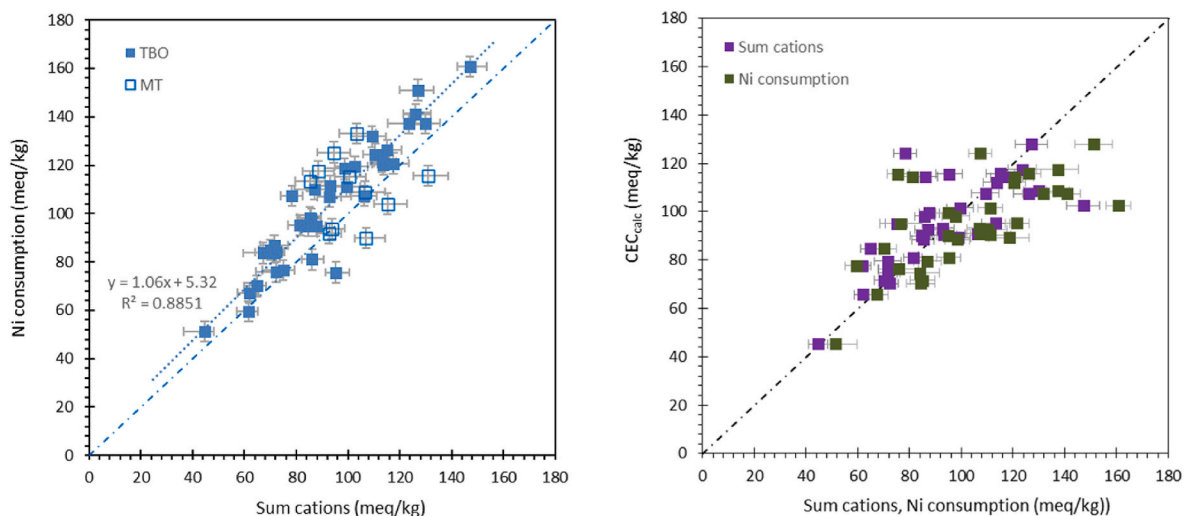 180
160
140
120
100
80
60
40
20
0
Ni consumption (meq/kg)
TBO
MT
y = 1.06x + 5.32
R² = 0.8851
0 20 40 60 80 100 120 140 160 180
Sum cations (meq/kg)
180
160
140
120
100
80
60
40
20
0
CECcalc (meq/kg)
Sum cations
Ni consumption
0 20 40 60 80 100 120 140 160 180
Sum cations, Ni consumption (meq/kg))